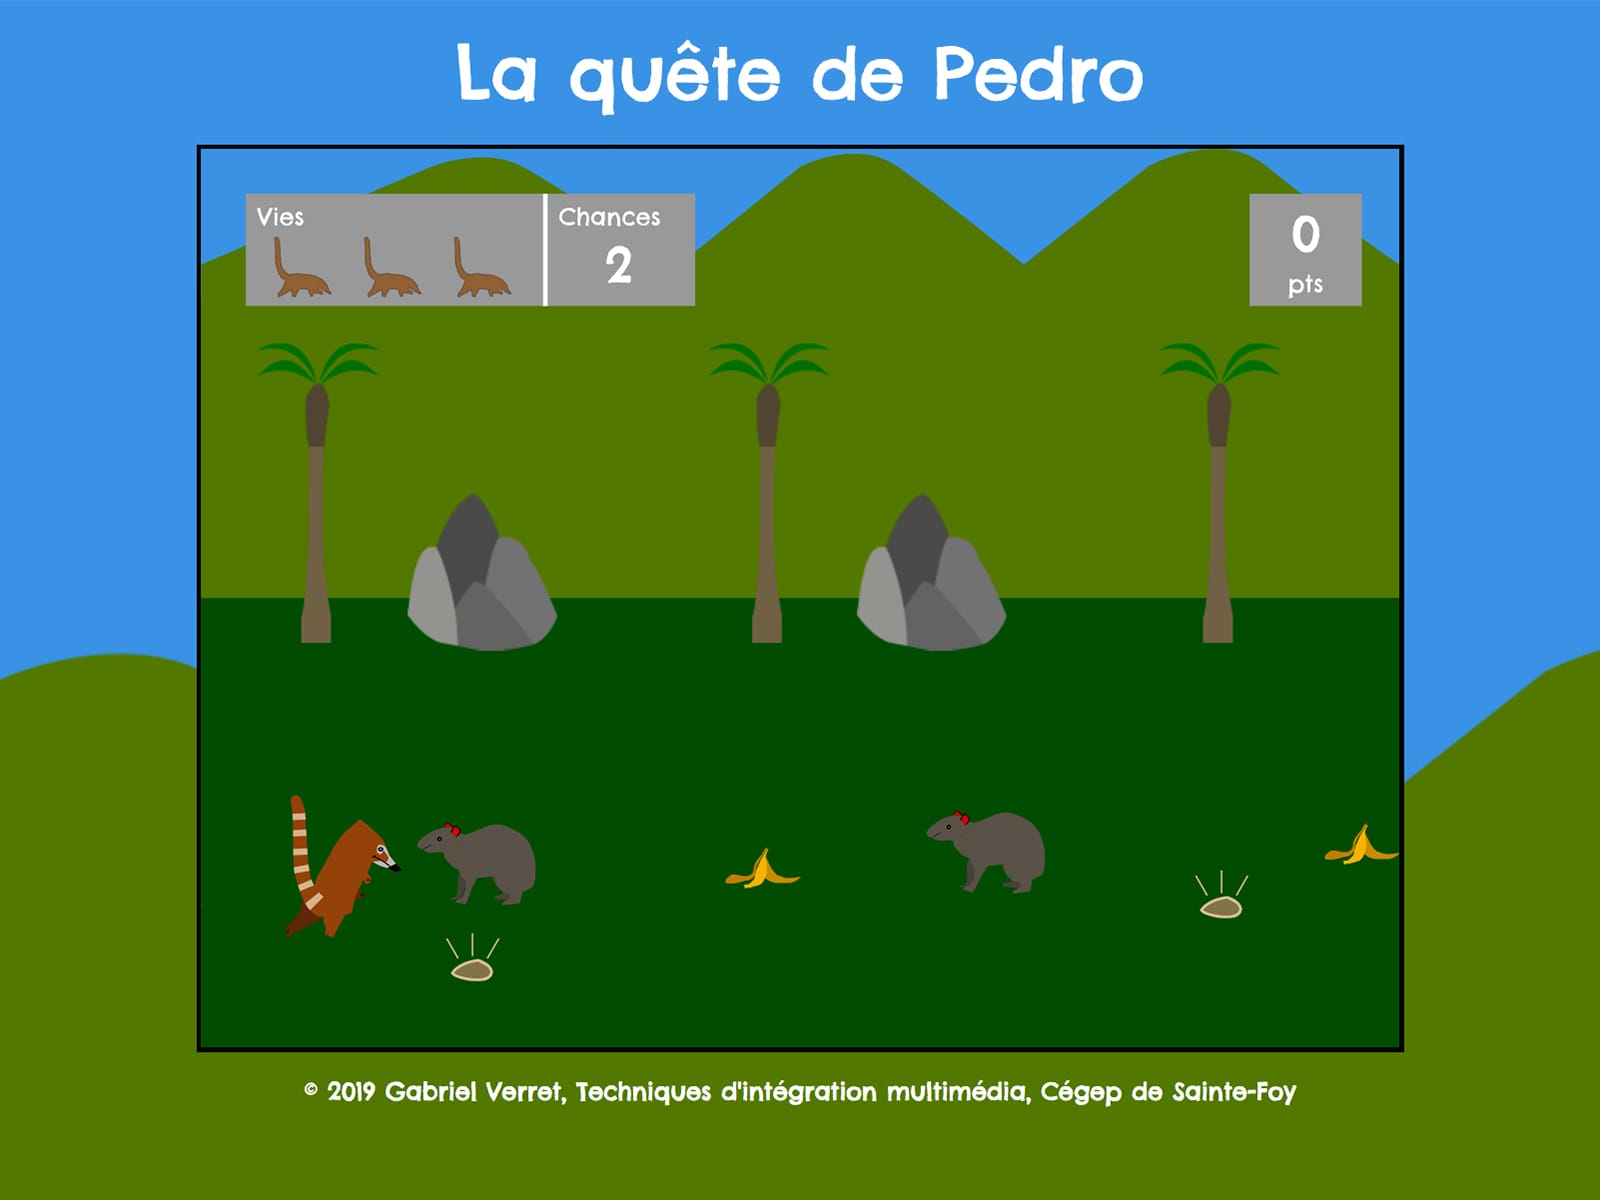 La quête de Pedro
Vies
Chances
2
0
pts
© 2019 Gabriel Verret, Techniques d'intégration multimédia, Cégep de Sainte-Foy